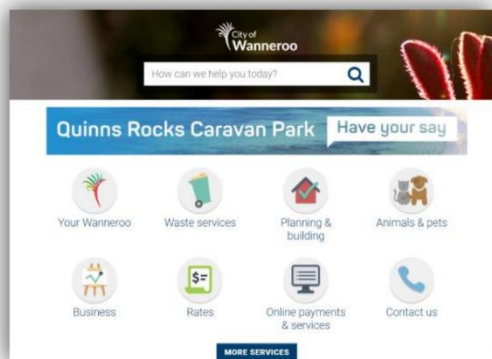 City of
Wanneroo
How can we help you today?
Quinns Rocks Caravan Park Have your say
Your Wanneroo
Waste services
Planning &
building
Animals & pets
Business
$=
Rates
Online payments
& services
Contact us
MORE SERVICES